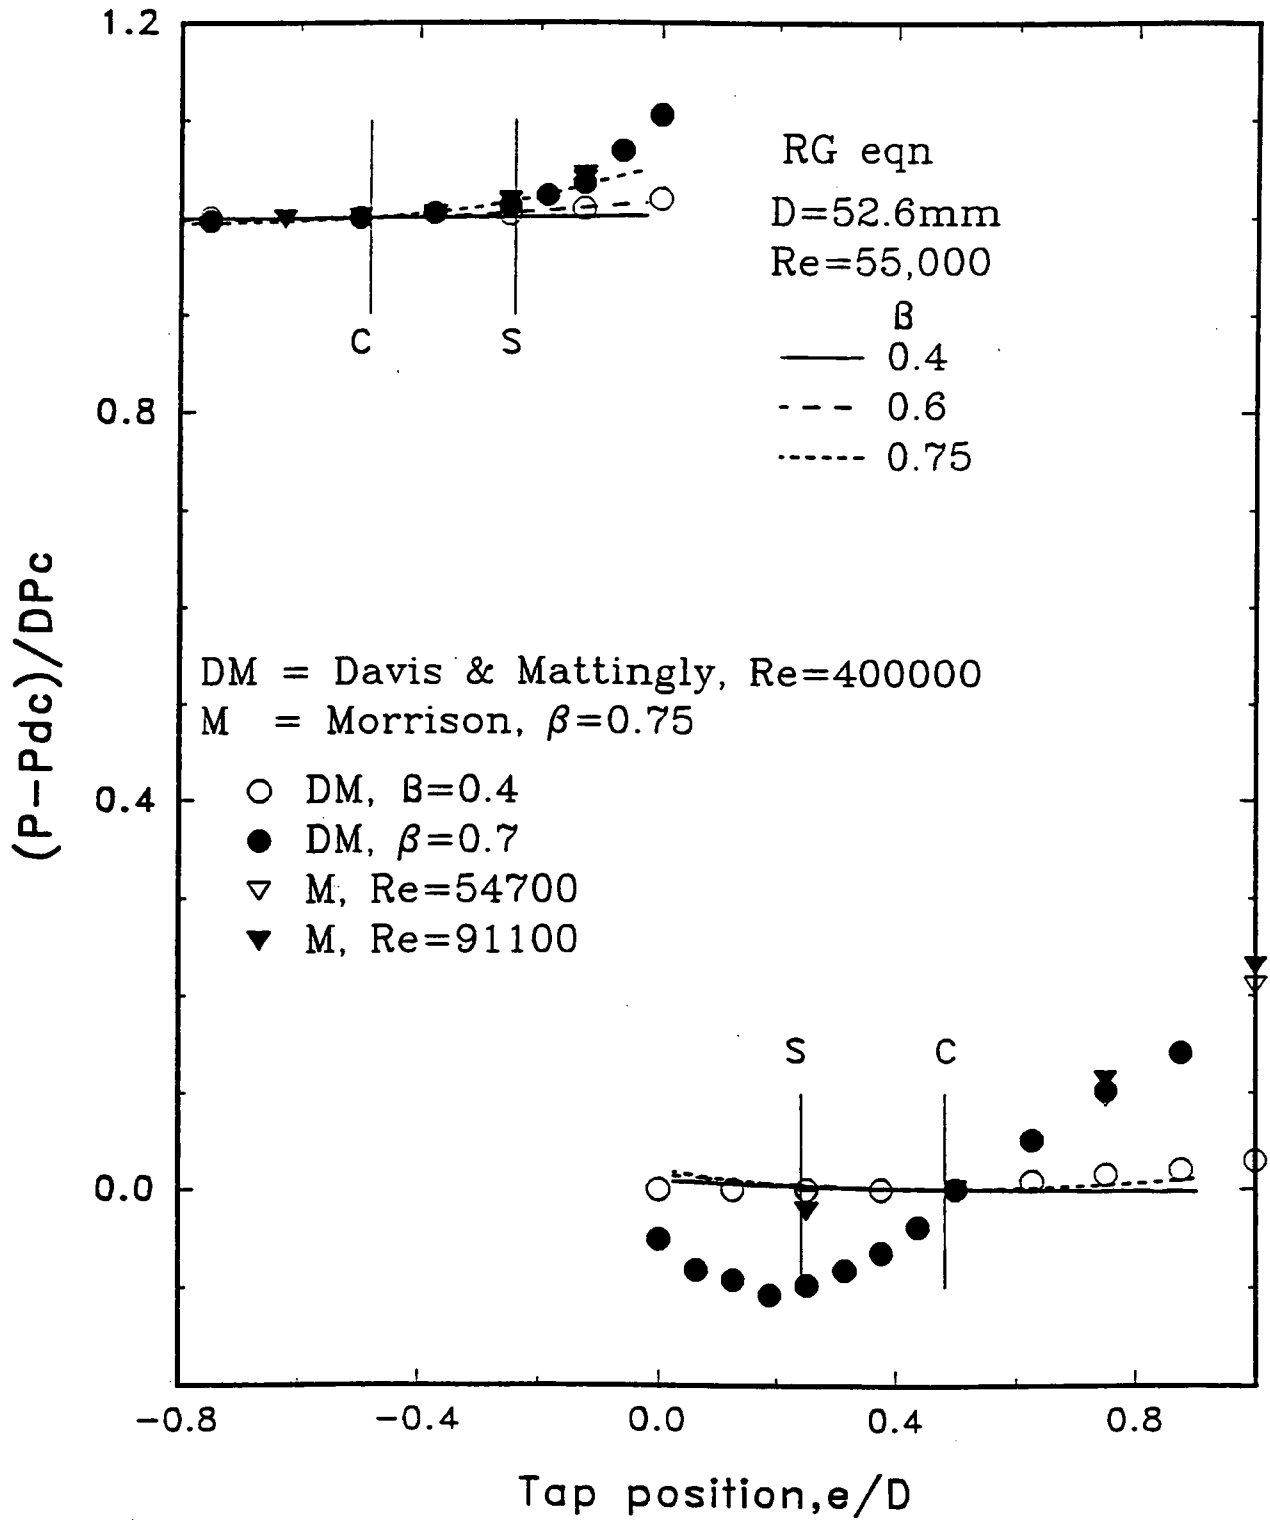 1.2
RG eqn
D=52.6mm
Re=55,000
β
0.4
0.6
0.75
C
S
0.8
(P-Pdc)/DPc
DM = Davis & Mattingly, Re=400000
M = Morrison, β=0.75
DM, β=0.4
DM, β=0.7
M, Re=54700
M, Re=91100
0.4
S
C
0.0
-0.8
-0.4
0.0
0.4
0.8
Tap position,e/D